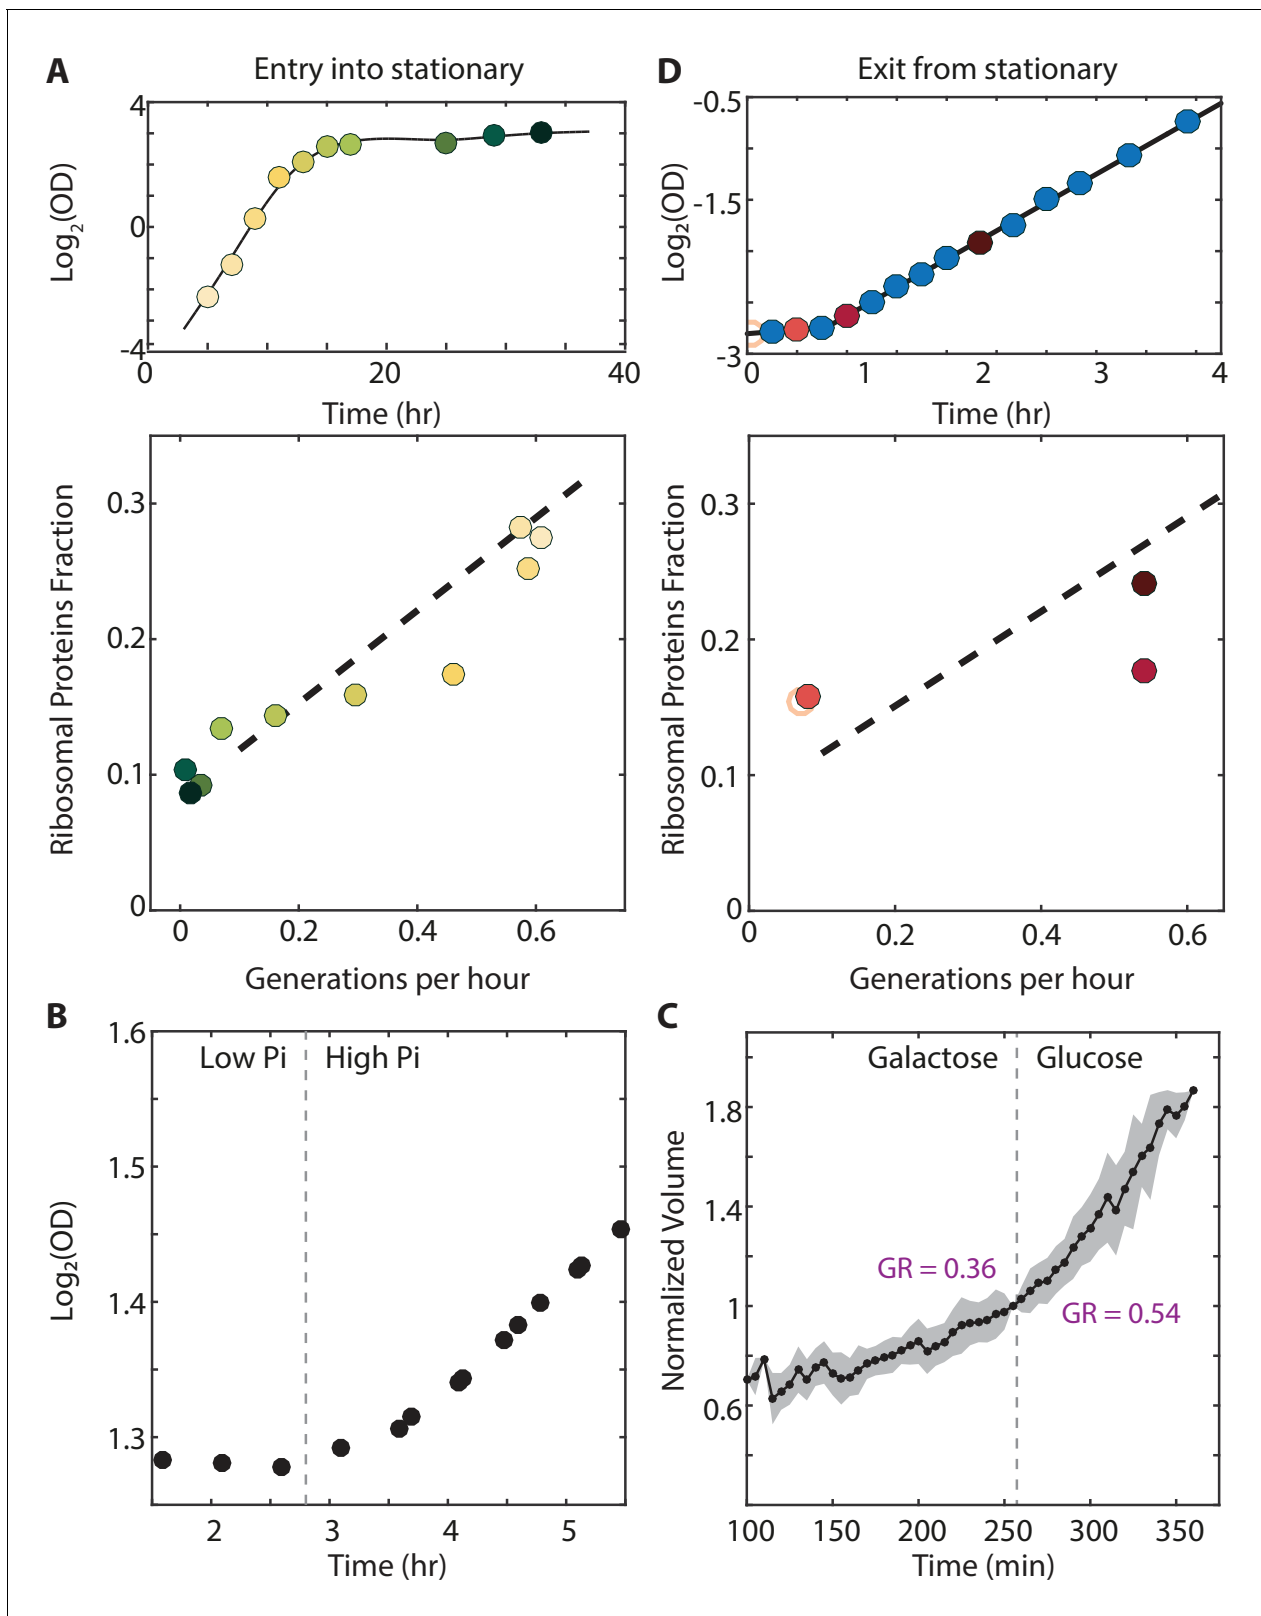 A
Entry into stationary
4
0
-4
Log2(OD)
0
20
40
Time (hr)
0.3
0.2
0.1
0
Ribosomal Proteins Fraction
0
0.2
0.4
0.6
Generations per hour
D
Exit from stationary
-0.5
-1.5
-3
Log2(OD)
0
1
2
3
4
Time (hr)
0.3
0.2
0.1
0
Ribosomal Proteins Fraction
0
0.2
0.4
0.6
Generations per hour
B
1.6
1.5
1.4
1.3
Log2(OD)
Low Pi
High Pi
2
3
4
5
Time (hr)
C
Galactose
Glucose
1.8
1.4
1
0.6
Normalized Volume
GR = 0.36
GR = 0.54
100
150
200
250
300
350
Time (min)